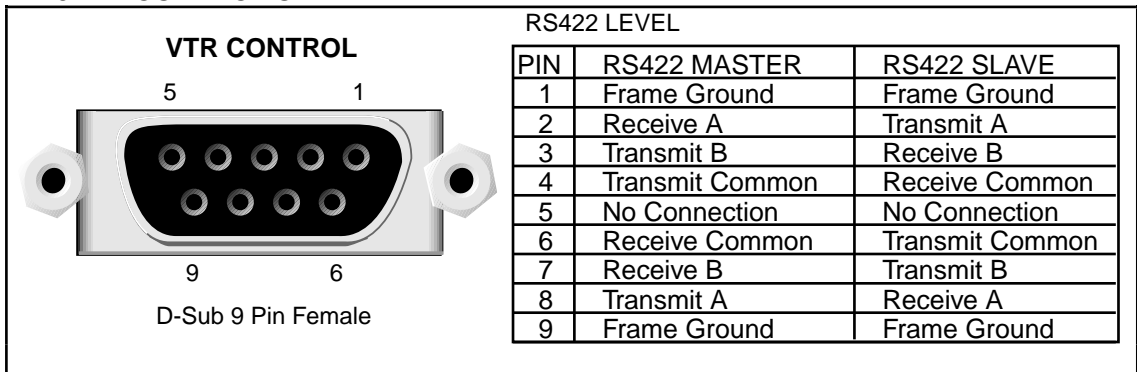 VTR CONTROL
5 1
9 6
D-Sub 9 Pin Female
RS422 LEVEL
PIN RS422 MASTER RS422 SLAVE
1 Frame Ground Frame Ground
2 Receive A Transmit A
3 Transmit B Receive B
4 Transmit Common Receive Common
5 No Connection No Connection
6 Receive Common Transmit Common
7 Receive B Transmit B
8 Transmit A Receive A
9 Frame Ground Frame Ground